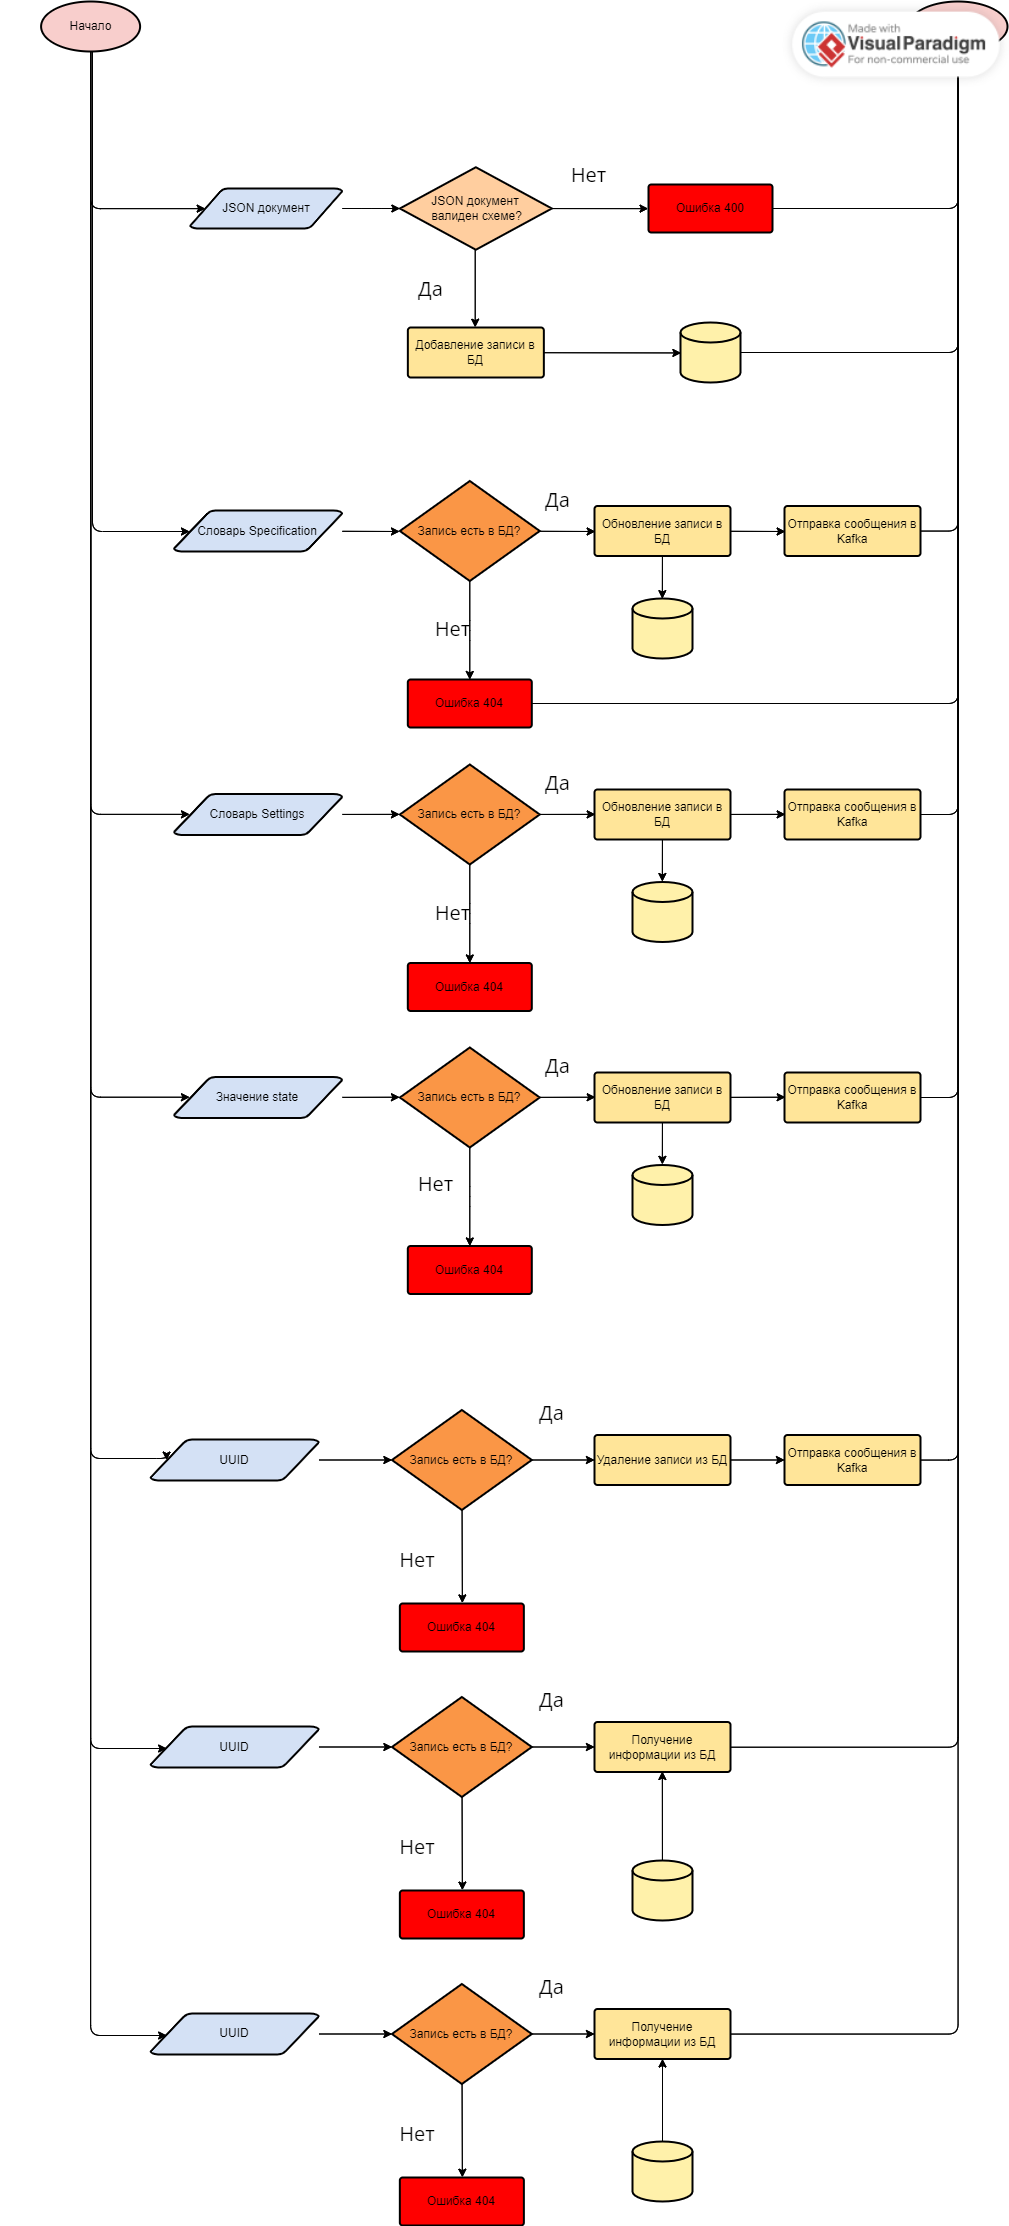 Начало
Made with
Visual Paradigm
For non-commercial use
JSON документ
JSON документ
валиден схеме?
Нет
Ошибка 400
Да
Добавление записи в
БД
Словарь Specification
Запись есть в БД?
Да
Обновление записи в
БД
Отправка сообщения в
Kafka
Нет
Ошибка 404
Словарь Settings
Запись есть в БД?
Да
Обновление записи в
БД
Отправка сообщения в
Kafka
Нет
Ошибка 404
Значение state
Запись есть в БД?
Да
Обновление записи в
БД
Отправка сообщения в
Kafka
Нет
Ошибка 404
UUID
Запись есть в БД?
Да
Удаление записи из БД
Отправка сообщения в
Kafka
Нет
Ошибка 404
UUID
Запись есть в БД?
Да
Получение
информации из БД
Нет
Ошибка 404
UUID
Запись есть в БД?
Да
Получение
информации из БД
Нет
Ошибка 404